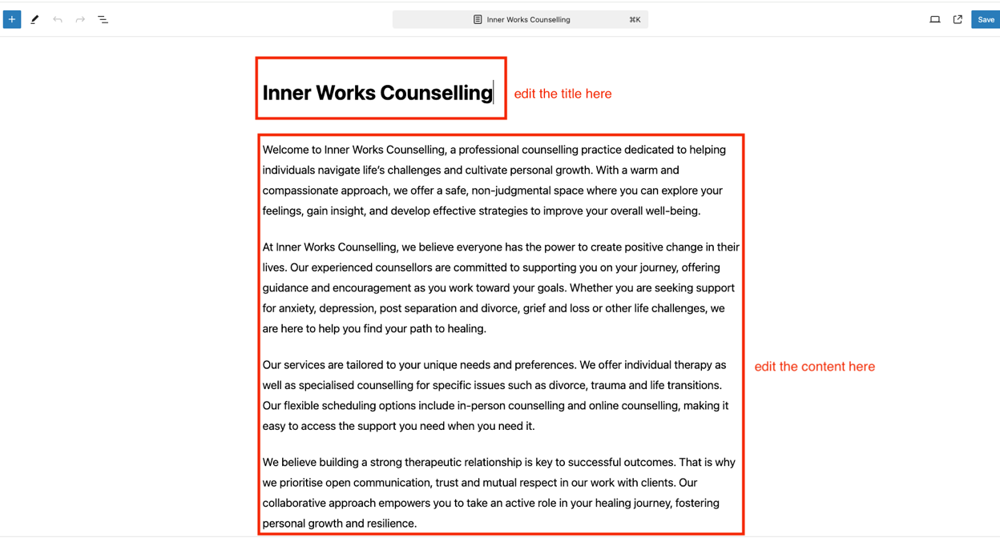 Inner Works Counselling
⌘K
Save
Inner Works Counselling
edit the title here
Welcome to Inner Works Counselling, a professional counselling practice dedicated to helping
individuals navigate life’s challenges and cultivate personal growth. With a warm and
compassionate approach, we offer a safe, non-judgmental space where you can explore your
feelings, gain insight, and develop effective strategies to improve your overall well-being.
At Inner Works Counselling, we believe everyone has the power to create positive change in their
lives. Our experienced counsellors are committed to supporting you on your journey, offering
guidance and encouragement as you work toward your goals. Whether you are seeking support
for anxiety, depression, post separation and divorce, grief and loss or other life challenges, we
are here to help you find your path to healing.
Our services are tailored to your unique needs and preferences. We offer individual therapy as
well as specialised counselling for specific issues such as divorce, trauma and life transitions.
Our flexible scheduling options include in-person counselling and online counselling, making it
easy to access the support you need when you need it.
edit the content here
We believe building a strong therapeutic relationship is key to successful outcomes. That is why
we prioritise open communication, trust and mutual respect in our work with clients. Our
collaborative approach empowers you to take an active role in your healing journey, fostering
personal growth and resilience.